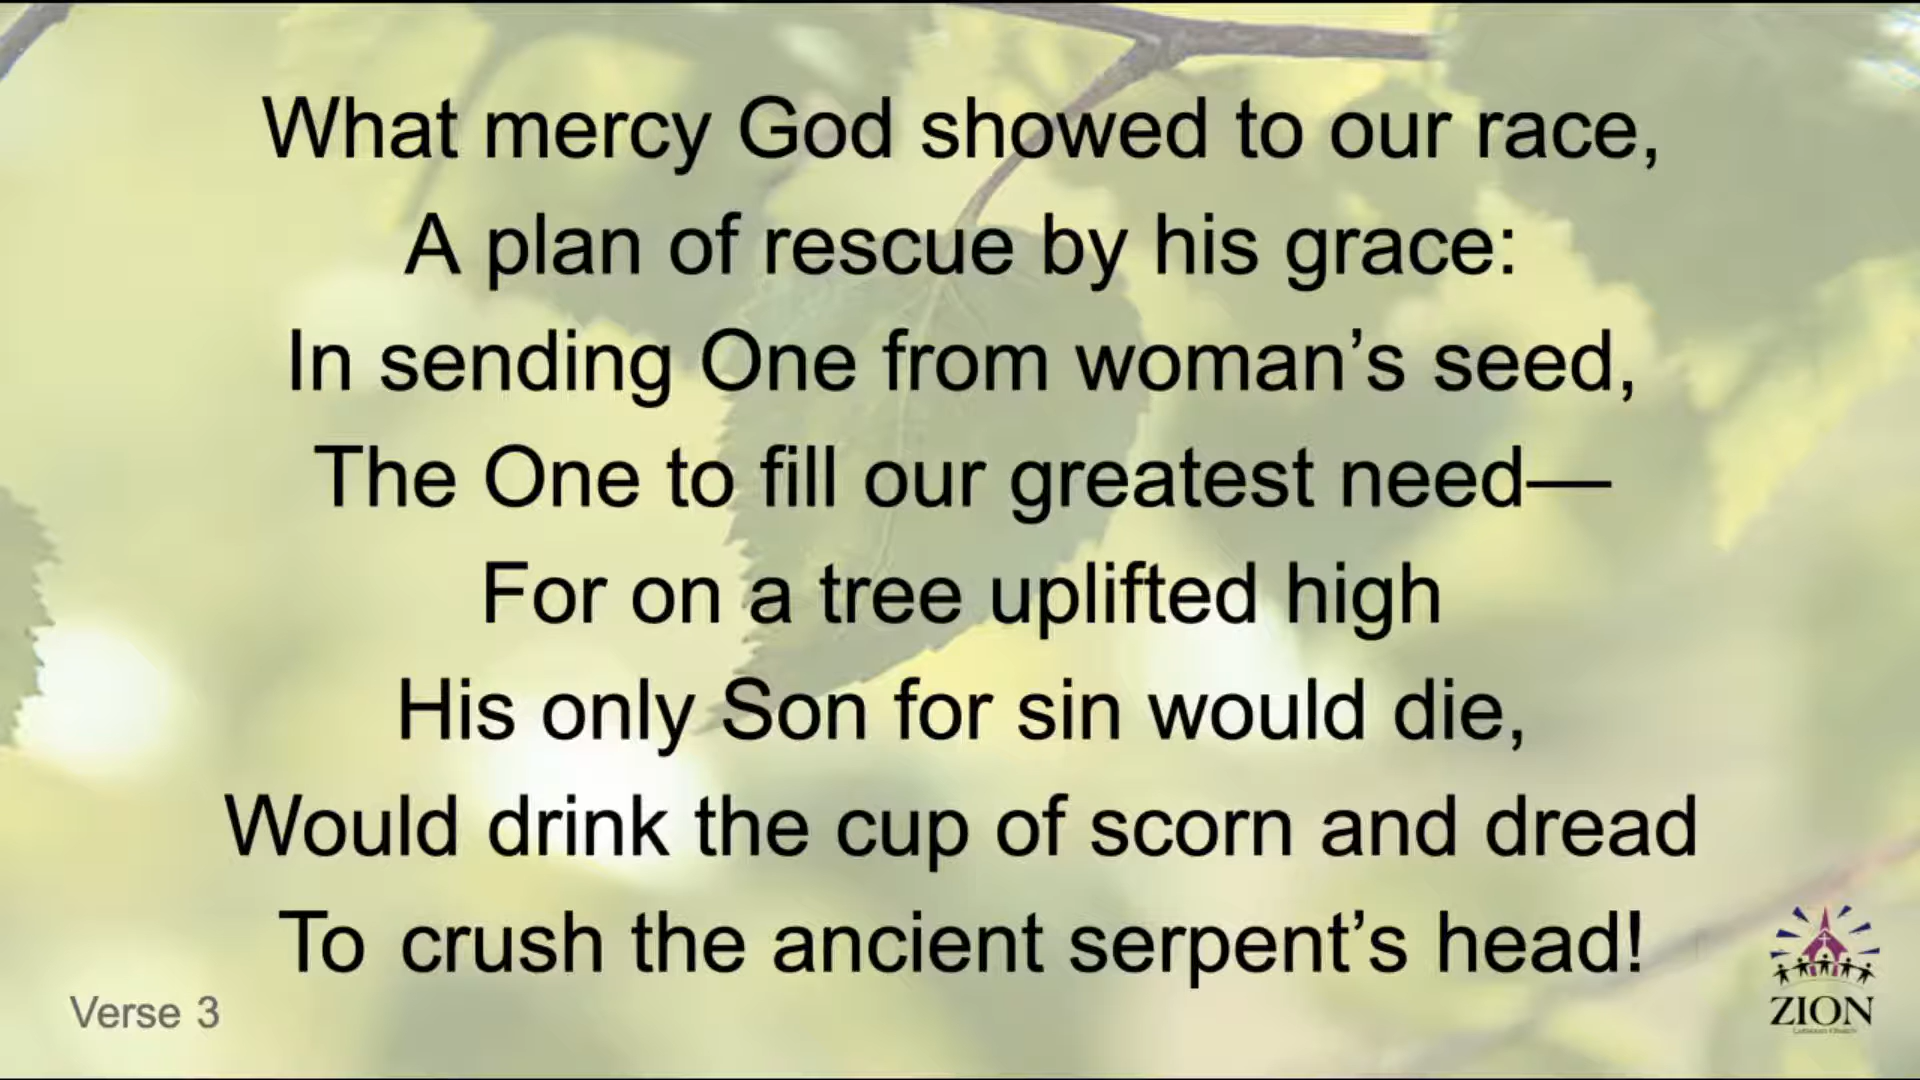 What mercy God showed to our race,
A plan of rescue by his grace:
In sending One from woman’s seed,
The One to fill our greatest need—
For on a tree uplifted high
His only Son for sin would die,
Would drink the cup of scorn and dread
To crush the ancient serpent’s head!
Verse 3
ZION
Lutheran Church